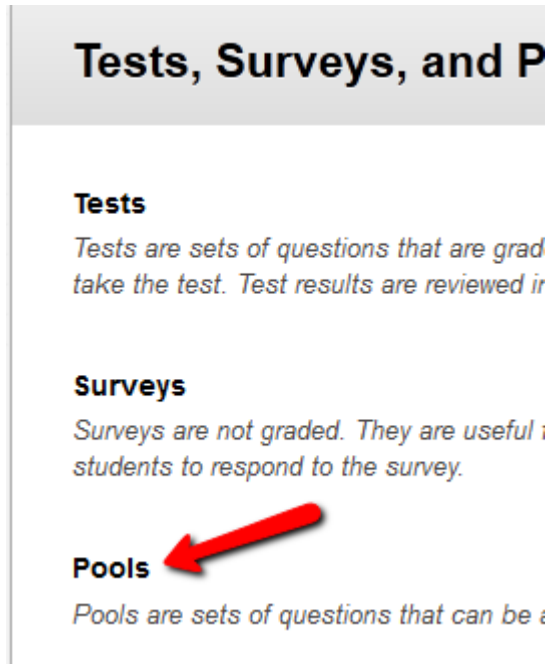 Tests, Surveys, and P
Tests
Tests are sets of questions that are grad
take the test. Test results are reviewed in
Surveys
Surveys are not graded. They are useful f
students to respond to the survey.
Pools
Pools are sets of questions that can be a